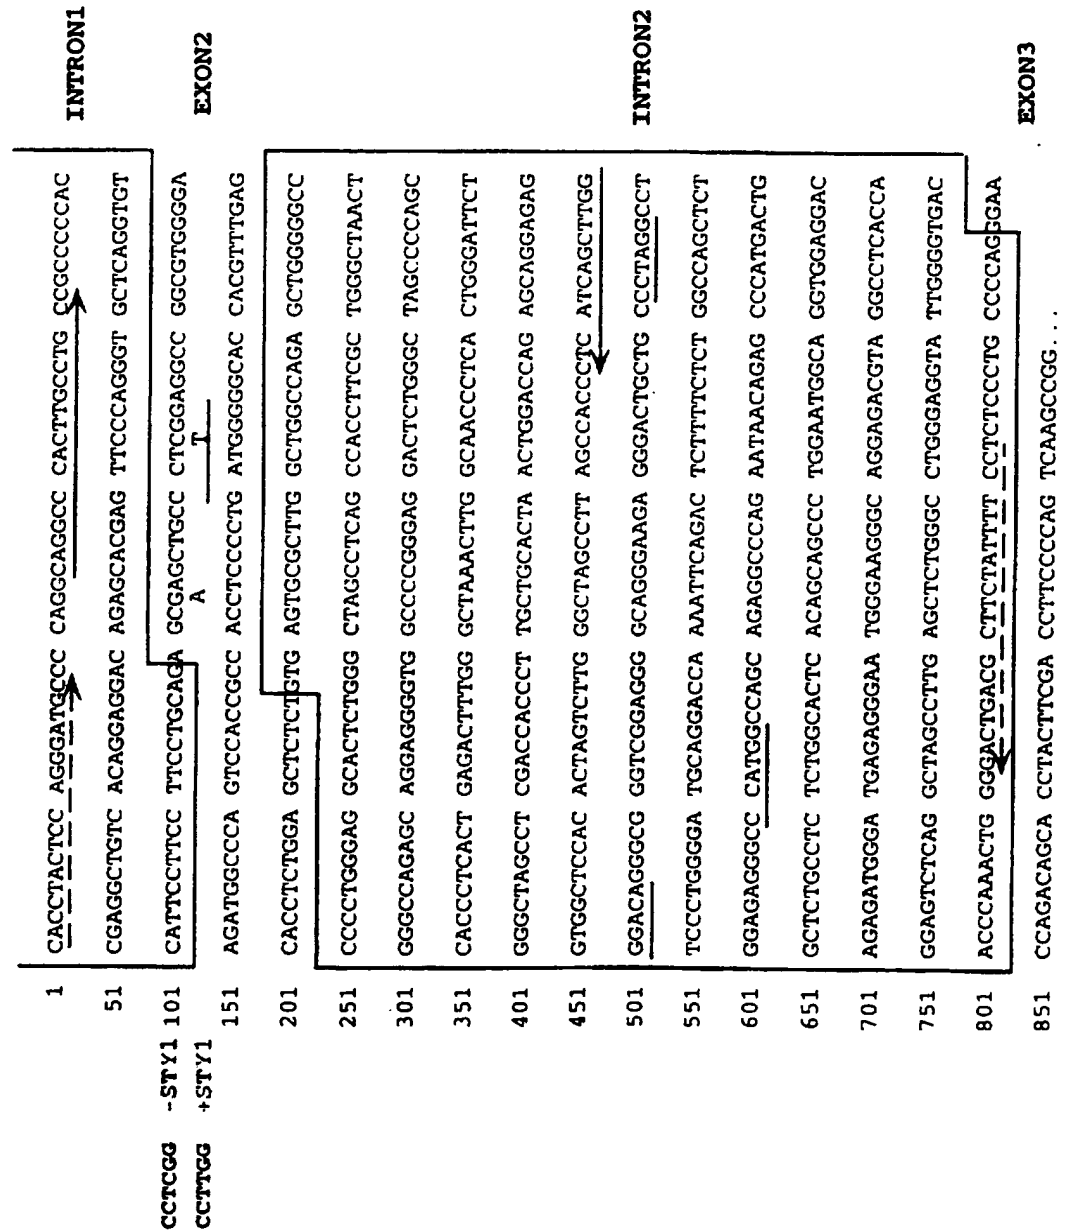 INTRON1
1 CACCTACTCC AGGGATGCCC CAGGCAGGCC CACTTGCCTG CCGCCCCCAC
51 CGAGGCTGTC ACAGGAGGAC AGAGCACGAG TTCCCAGGGT GCTCAGGTGT
EXON2
CCTCGG -STY1 101 CATTCCTTCC TTCCTGCAGA GCGAGCTGCC CTCGGAGGCC GGCGTGGGGA
CCTTGG +STY1 A T
151 AGATGGCCCA GTCCACCGCC ACCTCCCCTG ATGGGGGCAC CACGTTTGAG
201 CACCTCTGGA GCTCTCTGTG AGTGCGCTTG GCTGGCCAGA GCTGGGGGCC
251 CCCCTGGGAG GCACTCTGGG CTAGCCTCAG CCACCTTCGC TGGGCTAACT
301 GGGCCAGAGC AGGAGGGGTG GCCCCGGGAG GACTCTGGGC TAGCCCCAGC
351 CACCCTCACT GAGACTTTGG GCTAAACTTG GCAACCCTCA CTGGGATTCT
401 GGGCTAGCCT CGACCACCCT TGCTGCACTA ACTGGACCAG AGCAGGAGAG
451 GTGGCTCCAC ACTAGTCTTG GGCTAGCCTT AGCCACCCTC ATCAGCTTGG
INTRON2
501 GGACAGGGCG GGTCGGAGGG GCAGGGAAGA GGGACTGCTG CCCTAGGCCT
551 TCCCTGGGGA TGCAGGACCA AAATTCAGAC TCTTTTCTCT GGCCAGCTCT
601 GGAGAGGGCC CATGGCCAGC AGAGGCCCAG AATAACAGAG CCCATGACTG
651 GCTCTGCCTC TCTGGCACTC ACAGCAGCCC TGGAATGGCA GGTGGAGGAC
701 AGAGATGGGA TGAGAGGGAA TGGGAAGGGC AGGAGACGTA GGCCTCACCA
751 GGAGTCTCAG GCTAGCCTTG AGCTCTGGGC CTGGGAGGTA TTGGGGTGAC
801 ACCCAAACTG GGGACTGACG CTTCTATTTT CCTCTCCCTG CCCCAGGGAA
EXON3
851 CCAGACAGCA CCTACTTCGA CCTTCCCCAG TCAAGCCGG...